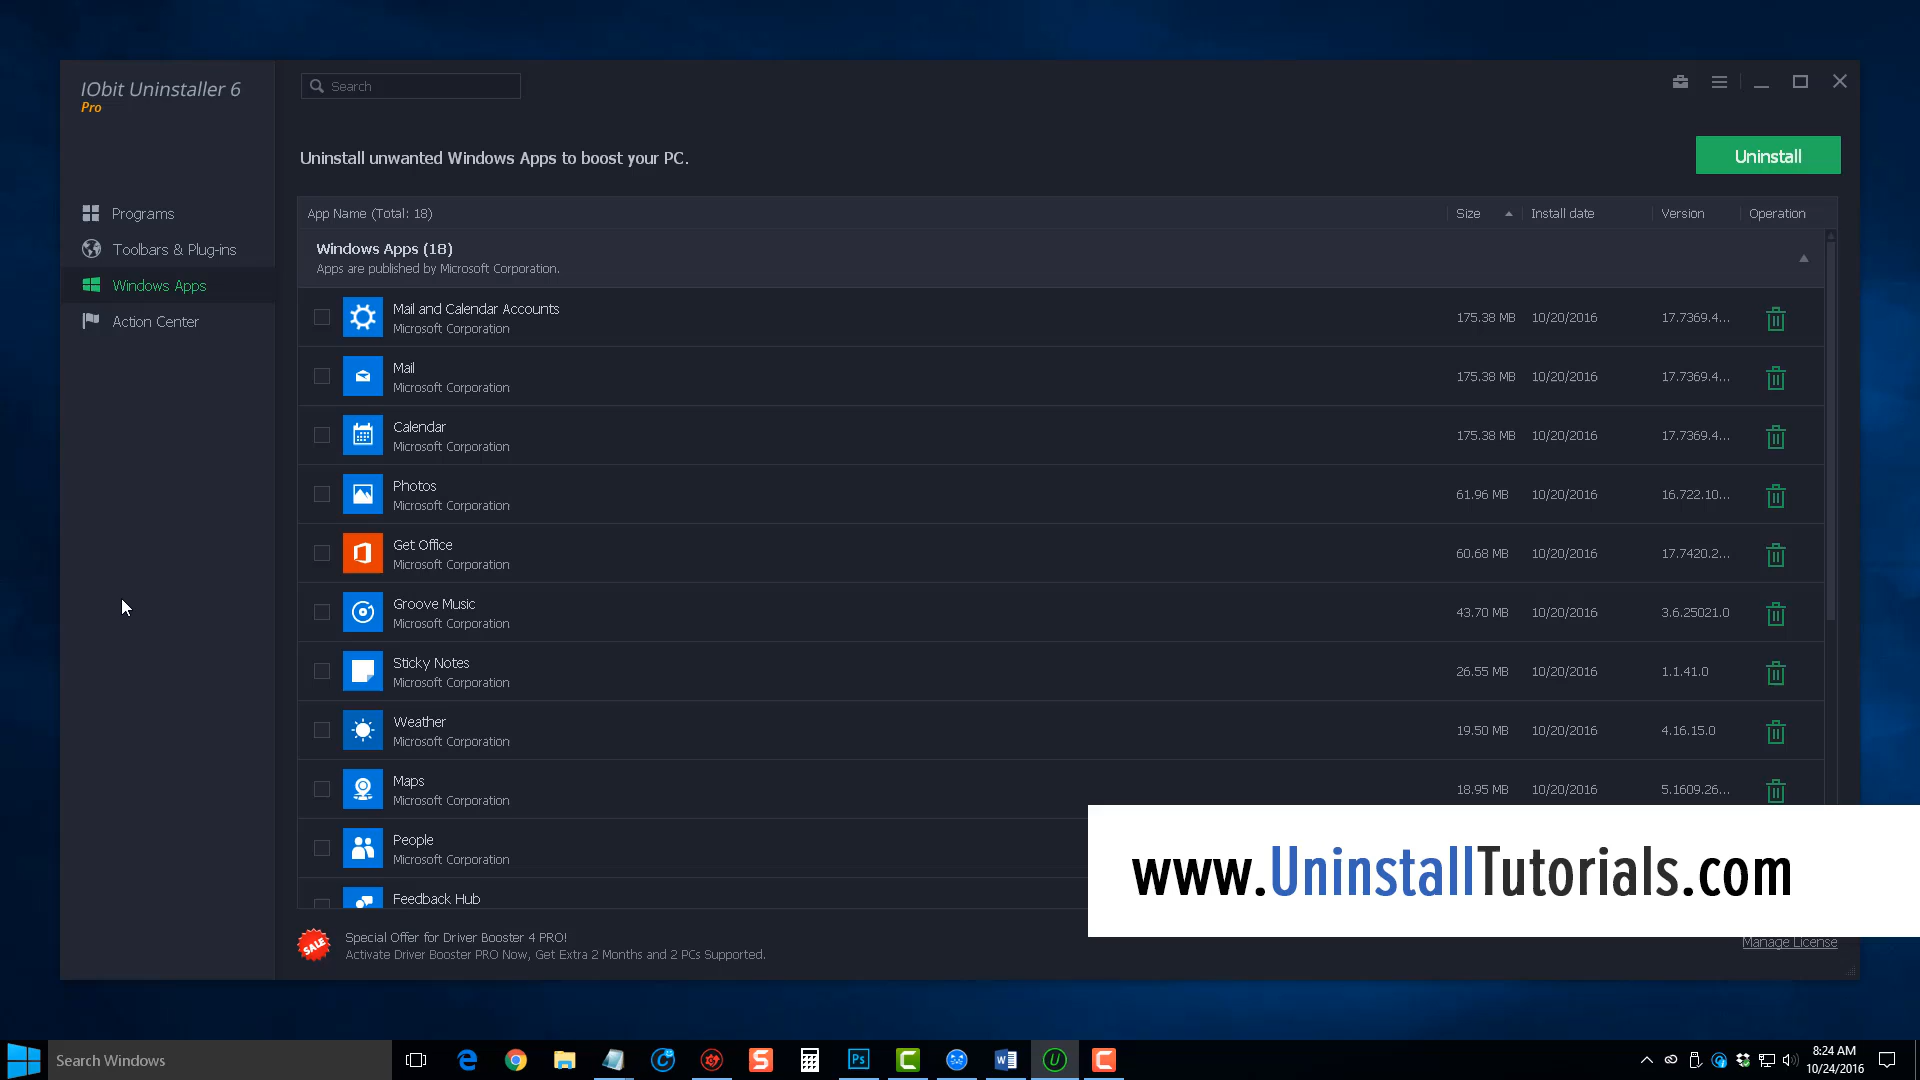 IObit Uninstaller 6
Pro
Search
Uninstall unwanted Windows Apps to boost your PC.
Uninstall
Programs
Toolbars & Plug-ins
Windows Apps
Action Center
App Name (Total: 18) Size Install date Version Operation
Windows Apps (18)
Apps are published by Microsoft Corporation.
Mail and Calendar Accounts
Microsoft Corporation
175.38 MB 10/20/2016 17.7369.4...
Mail
Microsoft Corporation
175.38 MB 10/20/2016 17.7369.4...
Calendar
Microsoft Corporation
175.38 MB 10/20/2016 17.7369.4...
Photos
Microsoft Corporation
61.96 MB 10/20/2016 16.722.10...
Get Office
Microsoft Corporation
60.68 MB 10/20/2016 17.7420.2...
Groove Music
Microsoft Corporation
43.70 MB 10/20/2016 3.6.25021.0
Sticky Notes
Microsoft Corporation
26.55 MB 10/20/2016 1.1.41.0
Weather
Microsoft Corporation
19.50 MB 10/20/2016 4.16.15.0
Maps
Microsoft Corporation
18.95 MB 10/20/2016 5.1609.26...
People
Microsoft Corporation
Feedback Hub
www.UninstallTutorials.com
SALE
Special Offer for Driver Booster 4 PRO!
Activate Driver Booster PRO Now, Get Extra 2 Months and 2 PCs Supported.
Manage License
Search Windows
Ps
8:24 AM
10/24/2016